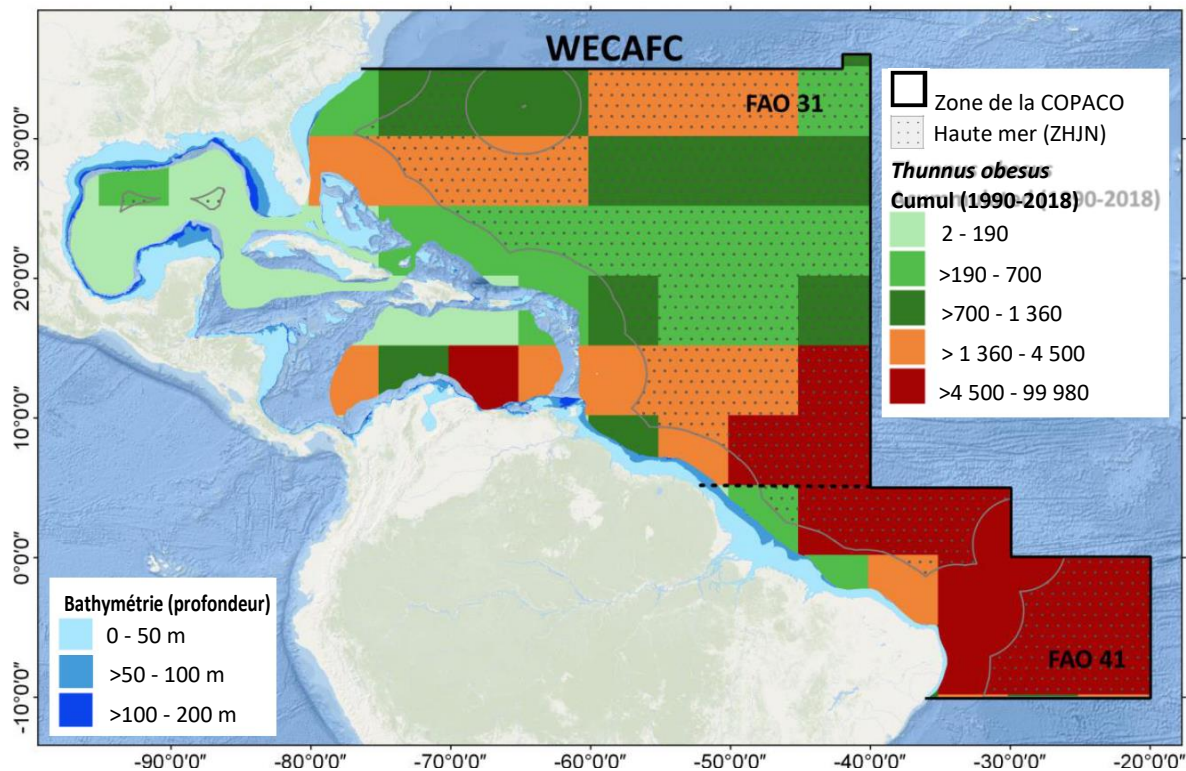 WECAFC
FAO 31
Zone de la COPACO
Haute mer (ZHJN)
Thunnus obesus
Cumul (1990-2018)
2 - 190
>190 - 700
>700 - 1 360
> 1 360 - 4 500
>4 500 - 99 980
30°0'0"
20°0'0"
10°0'0"
0°0'0"
-10°0'0"
Bathymétrie (profondeur)
0 - 50 m
>50 - 100 m
>100 - 200 m
FAO 41
-90°0'0"
-80°0'0"
-70°0'0"
-60°0'0"
-50°0'0"
-40°0'0"
-30°0'0"
-20°0'0"